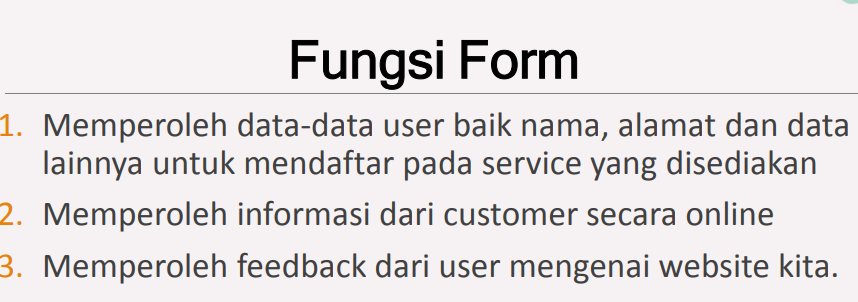 Fungsi Form
1. Memperoleh data-data user baik nama, alamat dan data
lainnya untuk mendaftar pada service yang disediakan
2. Memperoleh informasi dari customer secara online
3. Memperoleh feedback dari user mengenai website kita.